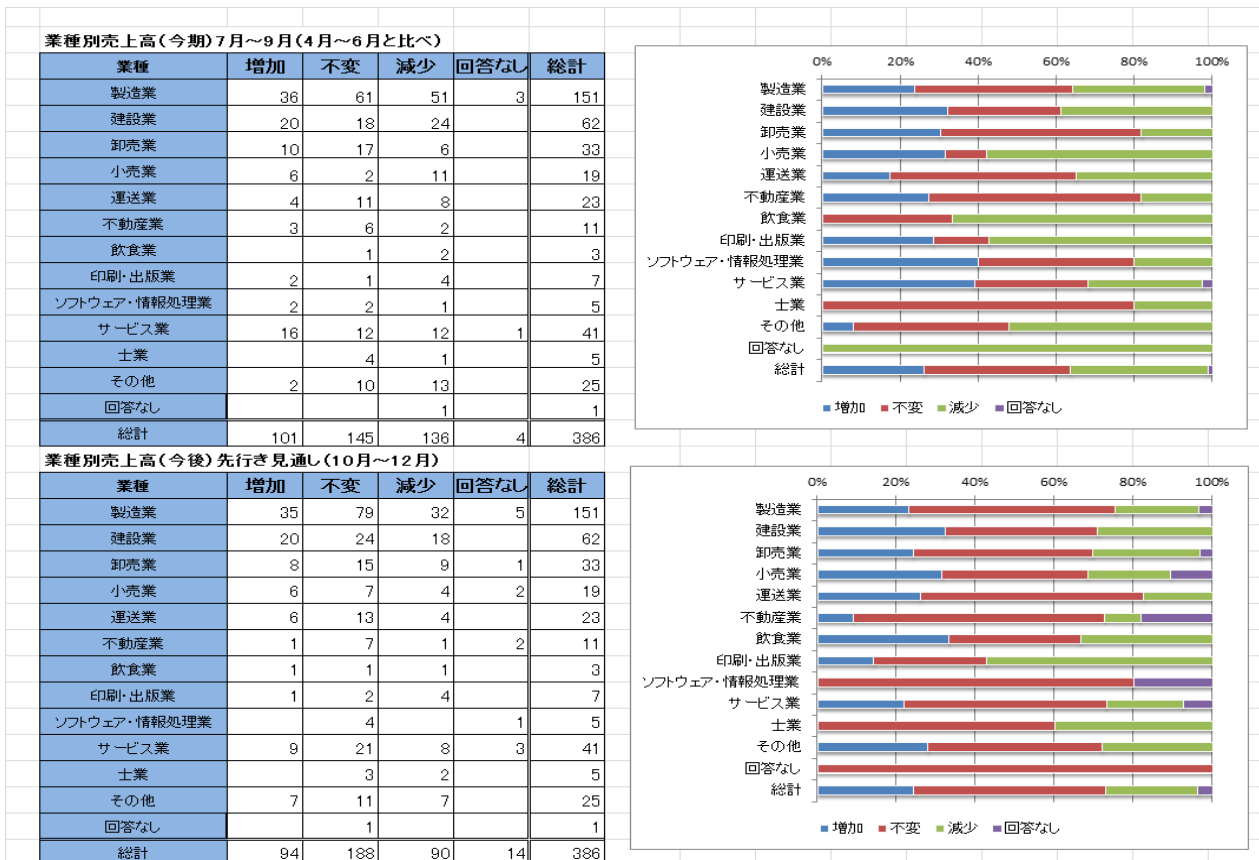 業種別売上高(今期)7月～9月(4月～6月と比べ)
業種 増加 不変 減少 回答なし 総計
製造業 36 61 51 3 151
建設業 20 18 24 62
卸売業 10 17 6 33
小売業 6 2 11 19
運送業 4 11 8 23
不動産業 3 6 2 11
飲食業 1 2 3
印刷・出版業 2 1 4 7
ソフトウェア・情報処理業 2 2 1 5
サービス業 16 12 12 1 41
士業 4 1 5
その他 2 10 13 25
回答なし 1 1
総計 101 145 136 4 386
0% 20% 40% 60% 80% 100%
製造業
建設業
卸売業
小売業
運送業
不動産業
飲食業
印刷・出版業
ソフトウェア・情報処理業
サービス業
士業
その他
回答なし
総計
増加 不変 減少 回答なし
業種別売上高(今後)先行き見通し(10月～12月)
業種 増加 不変 減少 回答なし 総計
製造業 35 79 32 5 151
建設業 20 24 18 62
卸売業 8 15 9 1 33
小売業 6 7 4 2 19
運送業 6 13 4 23
不動産業 1 7 1 2 11
飲食業 1 1 1 3
印刷・出版業 1 2 4 7
ソフトウェア・情報処理業 4 1 5
サービス業 9 21 8 3 41
士業 3 2 5
その他 7 11 7 25
回答なし 1 1
総計 94 188 90 14 386
0% 20% 40% 60% 80% 100%
製造業
建設業
卸売業
小売業
運送業
不動産業
飲食業
印刷・出版業
ソフトウェア・情報処理業
サービス業
士業
その他
回答なし
総計
増加 不変 減少 回答なし